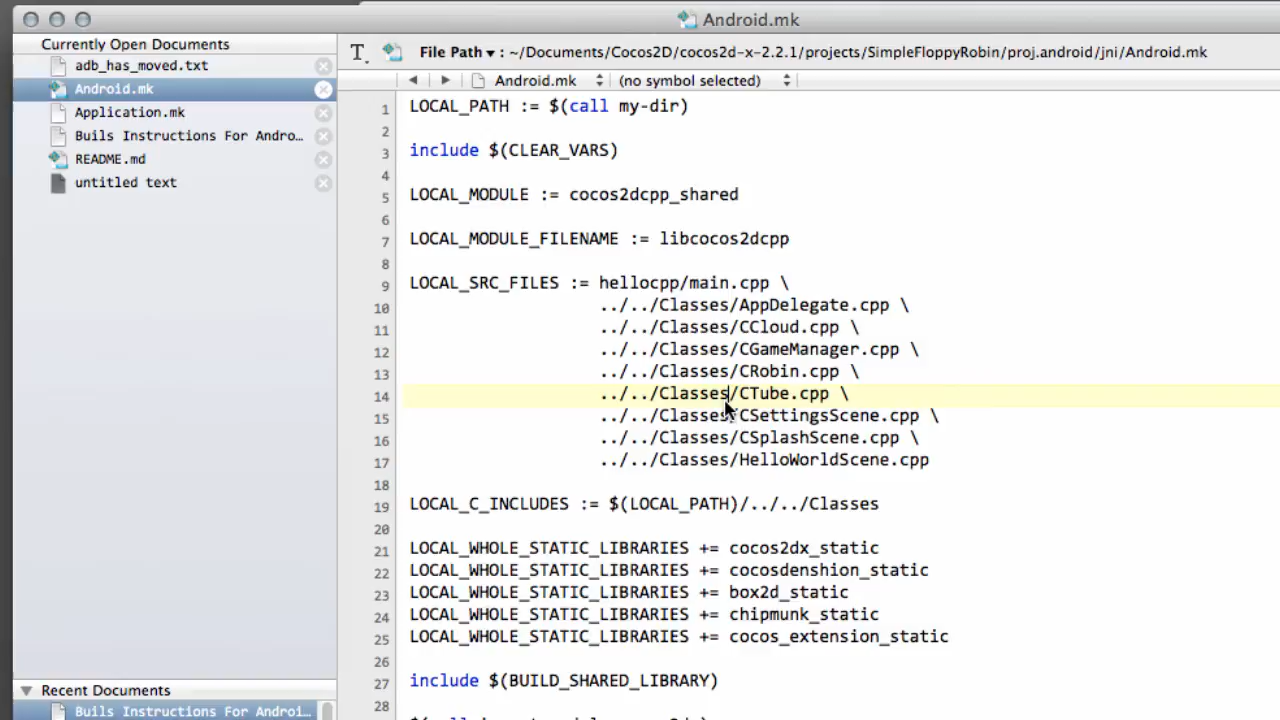 Android.mk
Currently Open Documents
adb_has_moved.txt
Android.mk
Application.mk
Buils Instructions For Andro...
README.md
untitled text
Recent Documents
Buils Instructions For Androi...
File Path ▾ : ~/Documents/Cocos2D/cocos2d-x-2.2.1/projects/SimpleFloppyRobin/proj.android/jni/Android.mk
Android.mk (no symbol selected)
1 LOCAL_PATH := $(call my-dir)
2
3 include $(CLEAR_VARS)
4
5 LOCAL_MODULE := cocos2dcpp_shared
6
7 LOCAL_MODULE_FILENAME := libcocos2dcpp
8
9 LOCAL_SRC_FILES := hellocpp/main.cpp \
10 ../../Classes/AppDelegate.cpp \
11 ../../Classes/CCloud.cpp \
12 ../../Classes/CGameManager.cpp \
13 ../../Classes/CRobin.cpp \
14 ../../Classes/CTube.cpp \
15 ../../Classes/CSettingsScene.cpp \
16 ../../Classes/CSplashScene.cpp \
17 ../../Classes/HelloWorldScene.cpp
18
19 LOCAL_C_INCLUDES := $(LOCAL_PATH)/../../Classes
20
21 LOCAL_WHOLE_STATIC_LIBRARIES += cocos2dx_static
22 LOCAL_WHOLE_STATIC_LIBRARIES += cocosdenshion_static
23 LOCAL_WHOLE_STATIC_LIBRARIES += box2d_static
24 LOCAL_WHOLE_STATIC_LIBRARIES += chipmunk_static
25 LOCAL_WHOLE_STATIC_LIBRARIES += cocos_extension_static
26
27 include $(BUILD_SHARED_LIBRARY)
28